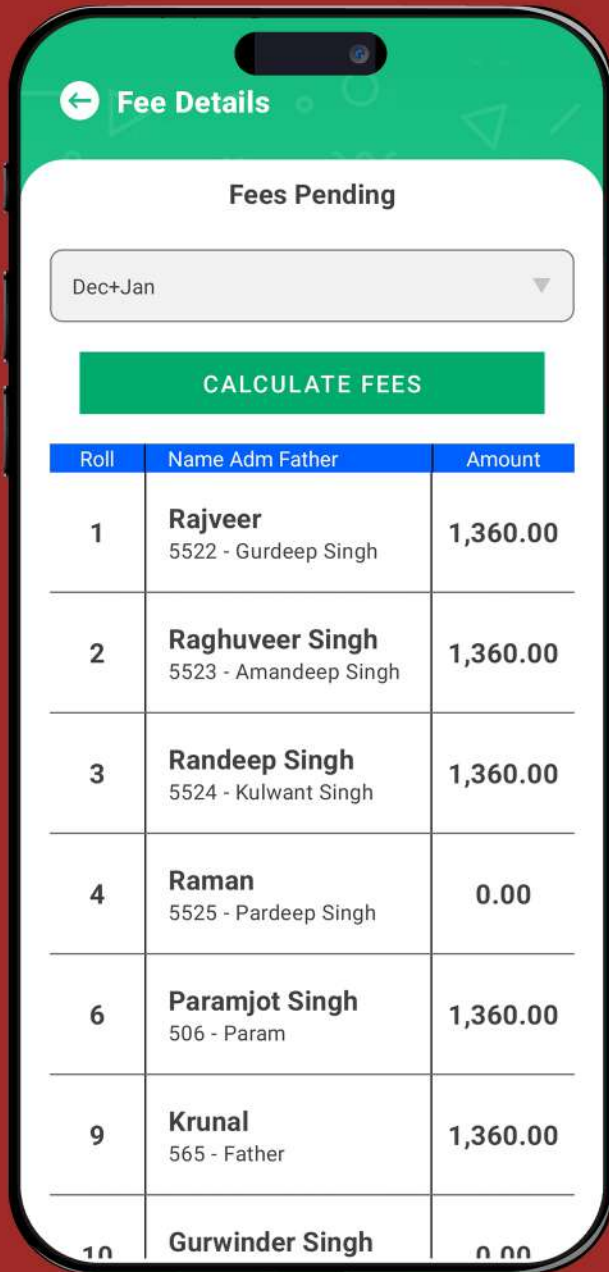 Fee Details
Fees Pending
Dec+Jan
CALCULATE FEES
Roll Name Adm Father Amount
1 Rajveer 1,360.00
5522 - Gurdeep Singh
2 Raghuveer Singh 1,360.00
5523 - Amandeep Singh
3 Randeep Singh 1,360.00
5524 - Kulwant Singh
4 Raman 0.00
5525 - Pardeep Singh
6 Paramjot Singh 1,360.00
506 - Param
9 Krunal 1,360.00
565 - Father
10 Gurwinder Singh 0.00